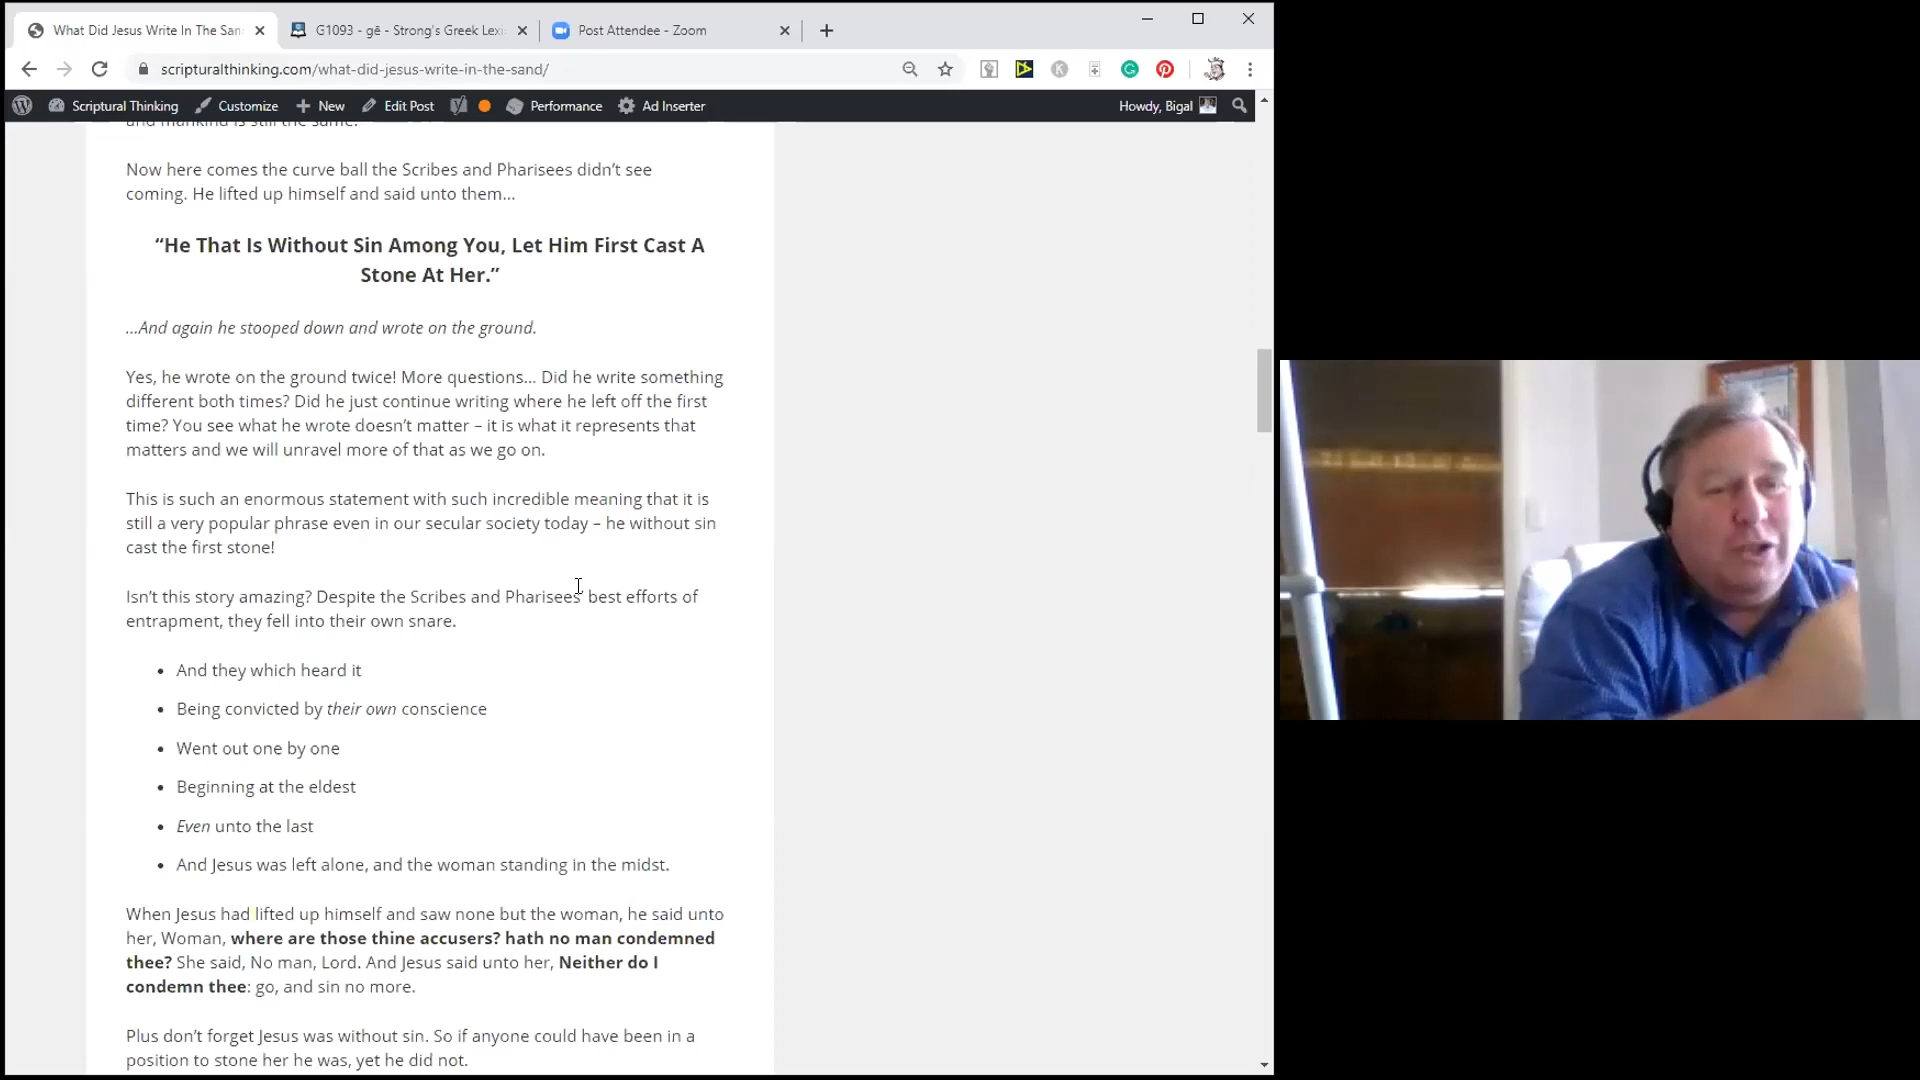 What Did Jesus Write In The San
G1093 - gē - Strong's Greek Lexi
Post Attendee - Zoom
scripturalthinking.com/what-did-jesus-write-in-the-sand/
Scriptural Thinking
Customize
New
Edit Post
Performance
Ad Inserter
Howdy, Bigal
and mankind is still the same.
Now here comes the curve ball the Scribes and Pharisees didn’t see
coming. He lifted up himself and said unto them…
“He That Is Without Sin Among You, Let Him First Cast A
Stone At Her.”
…And again he stooped down and wrote on the ground.
Yes, he wrote on the ground twice! More questions… Did he write something
different both times? Did he just continue writing where he left off the first
time? You see what he wrote doesn’t matter – it is what it represents that
matters and we will unravel more of that as we go on.
This is such an enormous statement with such incredible meaning that it is
still a very popular phrase even in our secular society today – he without sin
cast the first stone!
Isn’t this story amazing? Despite the Scribes and Pharisees’ best efforts of
entrapment, they fell into their own snare.
• And they which heard it
• Being convicted by their own conscience
• Went out one by one
• Beginning at the eldest
• Even unto the last
• And Jesus was left alone, and the woman standing in the midst.
When Jesus had lifted up himself and saw none but the woman, he said unto
her, Woman, where are those thine accusers? hath no man condemned
thee? She said, No man, Lord. And Jesus said unto her, Neither do I
condemn thee: go, and sin no more.
Plus don’t forget Jesus was without sin. So if anyone could have been in a
position to stone her he was, yet he did not.